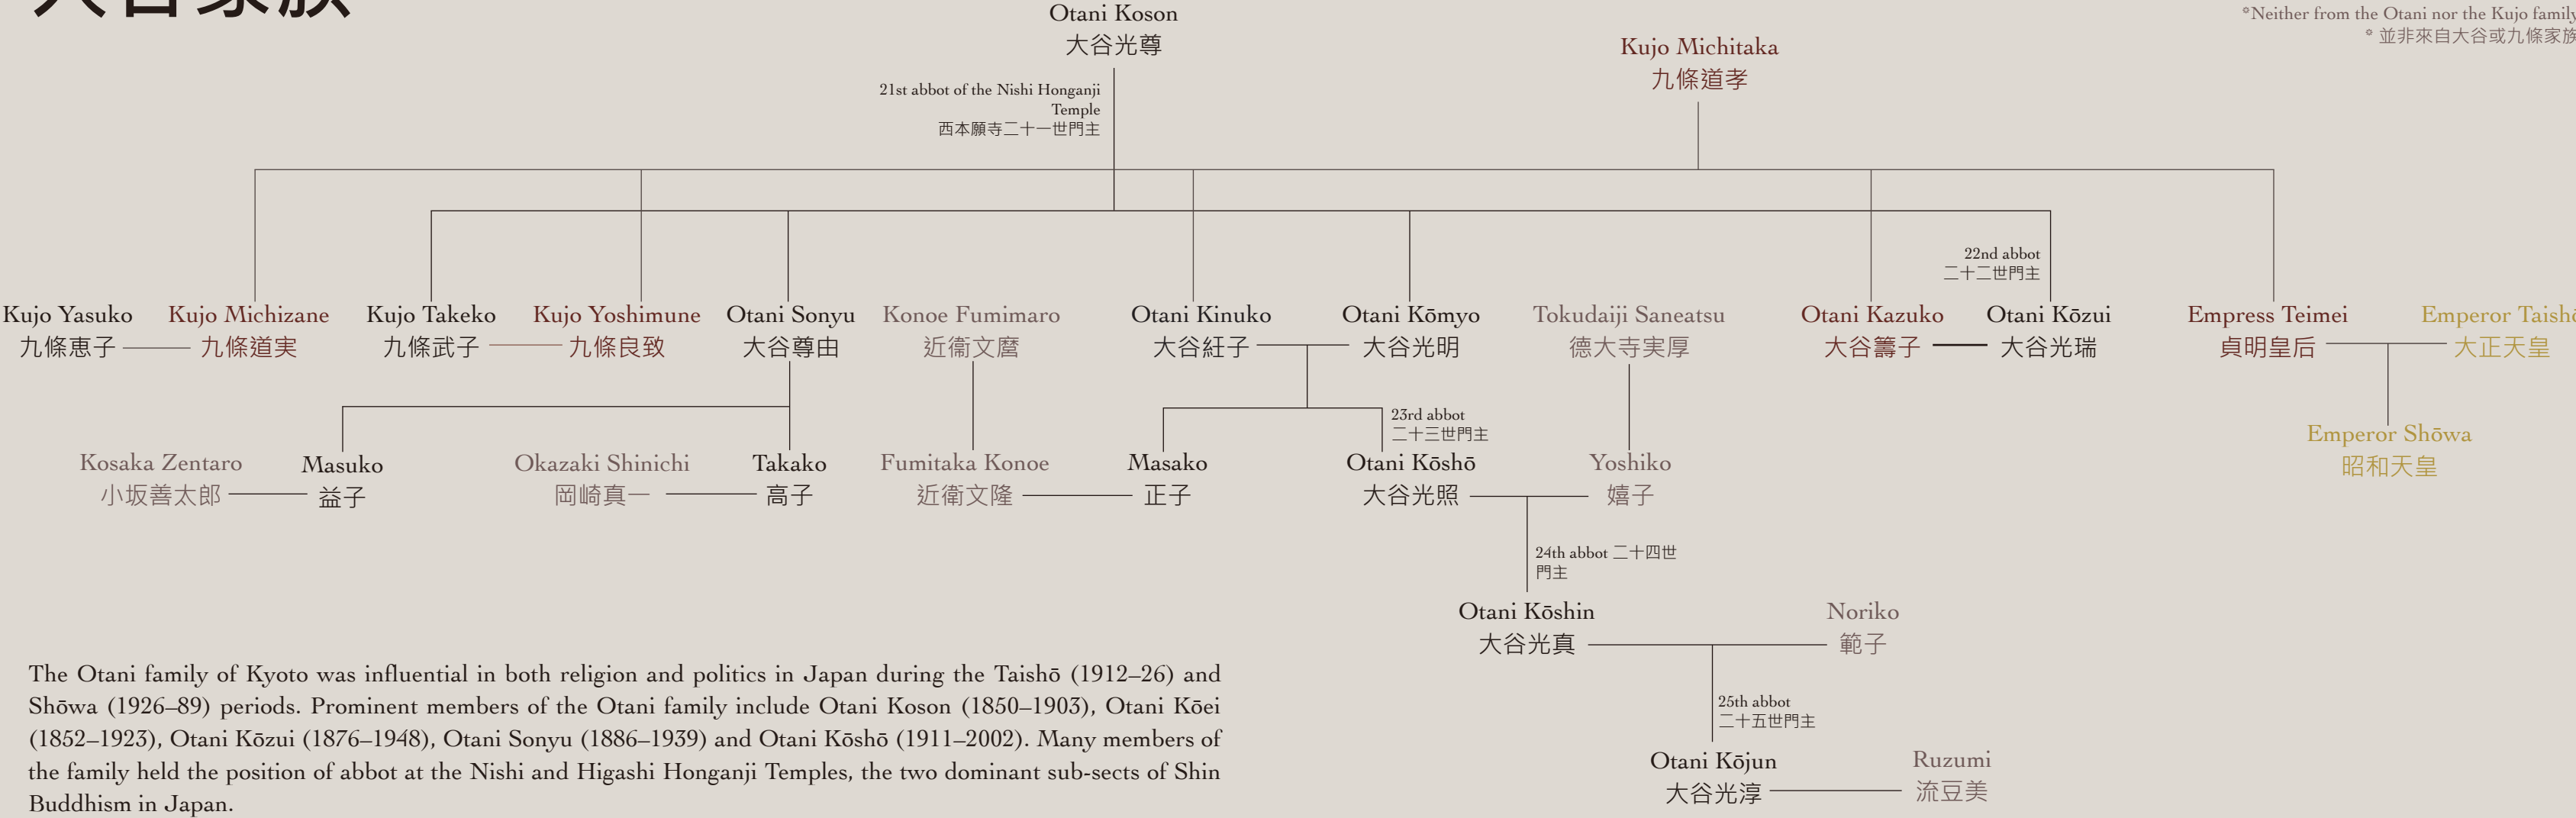 大谷家族
Otani Koson
大谷光尊
*Neither from the Otani nor the Kujo family
* 並非來自大谷或九條家族
Kujo Michitaka
九條道孝
21st abbot of the Nishi Honganji
Temple
西本願寺二十一世門主
22nd abbot
二十二世門主
Kujo Yasuko
九條恵子
Kujo Michizane
九條道実
Kujo Takeko
九條武子
Kujo Yoshimune
九條良致
Otani Sonyu
大谷尊由
Konoe Fumimaro
近衞文麿
Otani Kinuko
大谷紝子
Otani Kōmyo
大谷光明
Tokudaiji Saneatsu
德大寺実厚
Otani Kazuko
大谷籌子
Otani Kōzui
大谷光瑞
Empress Teimei
貞明皇后
Emperor Taishō
大正天皇
23rd abbot
二十三世門主
Emperor Shōwa
昭和天皇
Kosaka Zentaro
小坂善太郎
Masuko
益子
Okazaki Shinichi
岡崎真一
Takako
高子
Fumitaka Konoe
近衛文隆
Masako
正子
Otani Kōshō
大谷光照
Yoshiko
嬉子
24th abbot 二十四世
門主
Otani Kōshin
大谷光真
Noriko
範子
25th abbot
二十五世門主
Otani Kōjun
大谷光淳
Ruzumi
流豆美
The Otani family of Kyoto was influential in both religion and politics in Japan during the Taishō (1912–26) and
Shōwa (1926–89) periods. Prominent members of the Otani family include Otani Koson (1850–1903), Otani Kōei
(1852–1923), Otani Kōzui (1876–1948), Otani Sonyu (1886–1939) and Otani Kōshō (1911–2002). Many members of
the family held the position of abbot at the Nishi and Higashi Honganji Temples, the two dominant sub-sects of Shin
Buddhism in Japan.